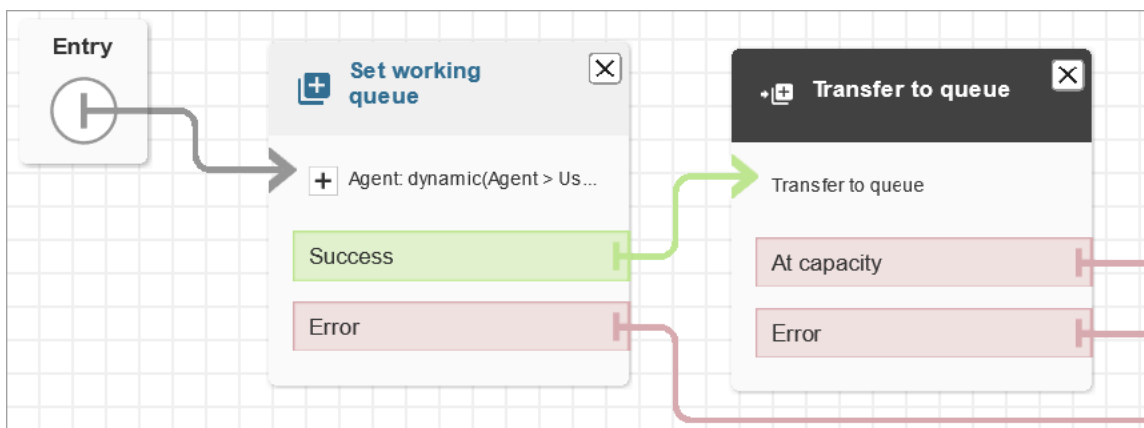 Entry
Set working
queue
Agent: dynamic(Agent > Us...
Success
Error
Transfer to queue
Transfer to queue
At capacity
Error